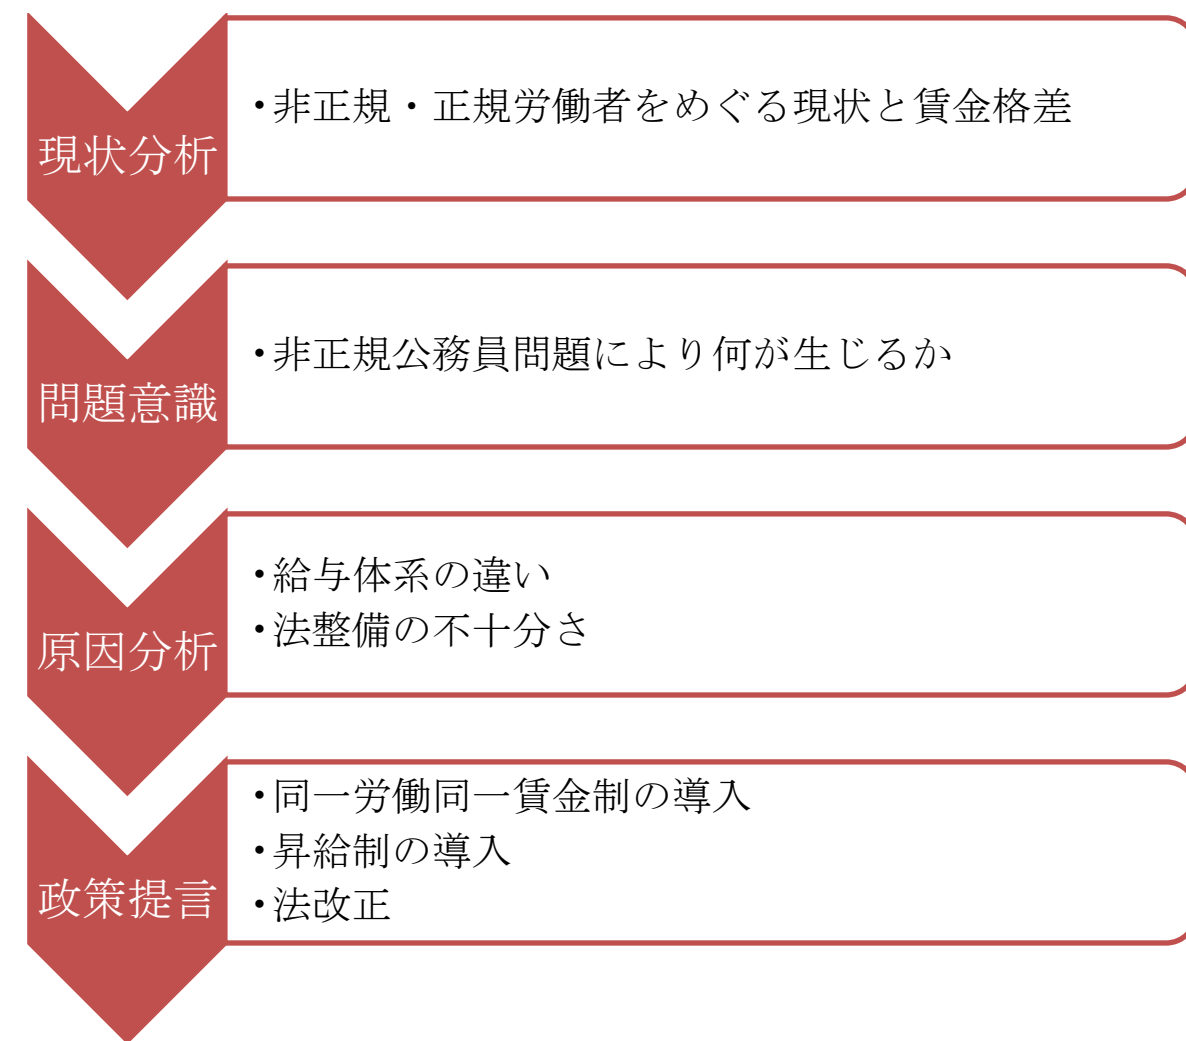 現状分析
・非正規・正規労働者をめぐる現状と賃金格差
問題意識
・非正規公務員問題により何が生じるか
原因分析
・給与体系の違い
・法整備の不十分さ
政策提言
・同一労働同一賃金制の導入
・昇給制の導入
・法改正